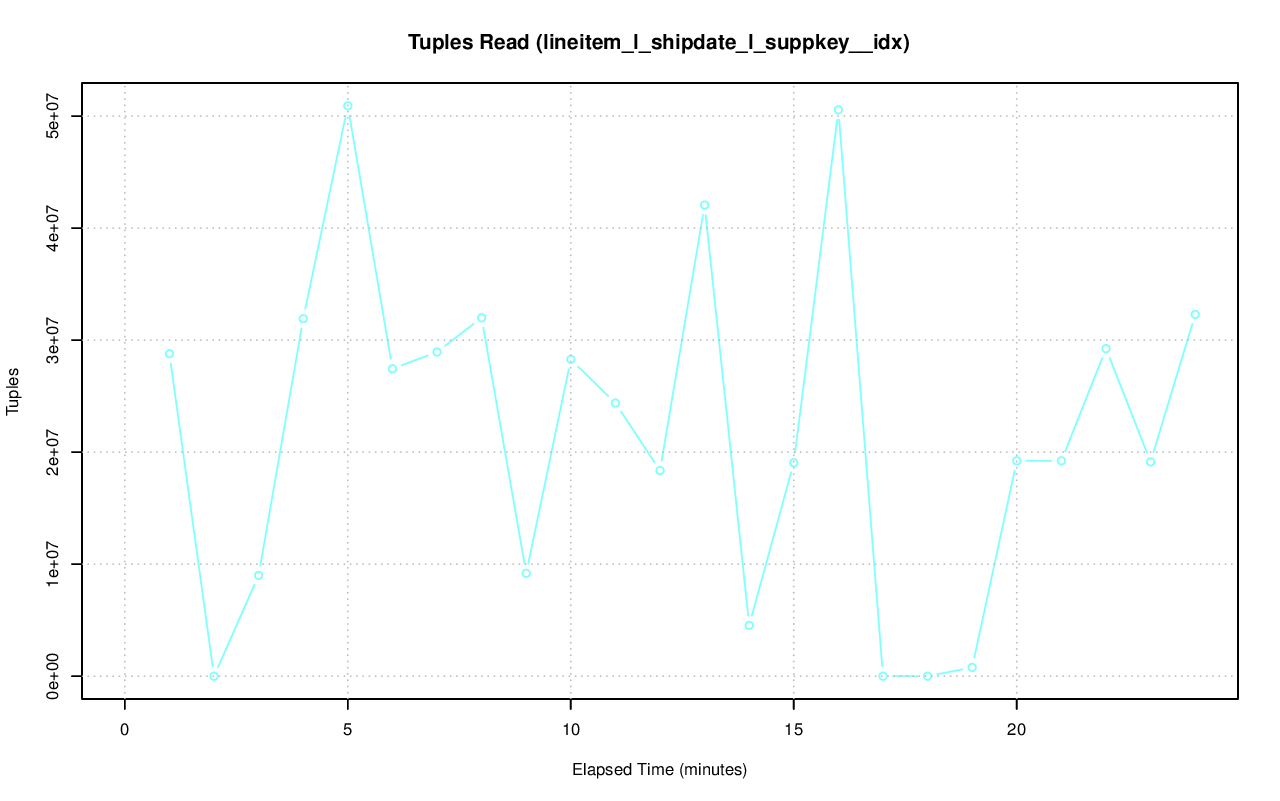 Tuples Read (lineitem_l_shipdate_l_suppkey__idx)
5e+07
4e+07
3e+07
2e+07
1e+07
0e+00
Tuples
0 5 10 15 20
Elapsed Time (minutes)